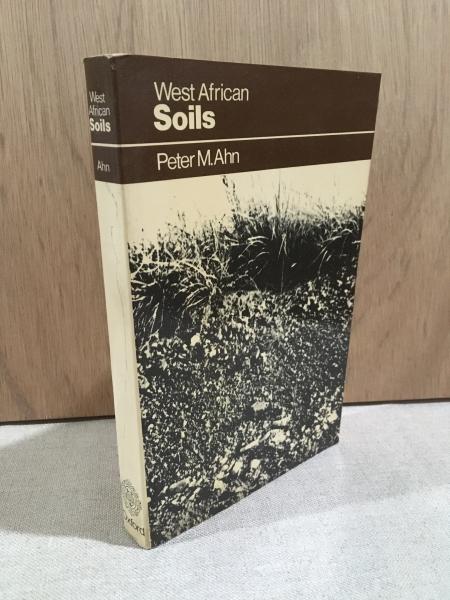 West African
Soils
Peter M. Ahn
West
African
Soils
Ahn
Oxford